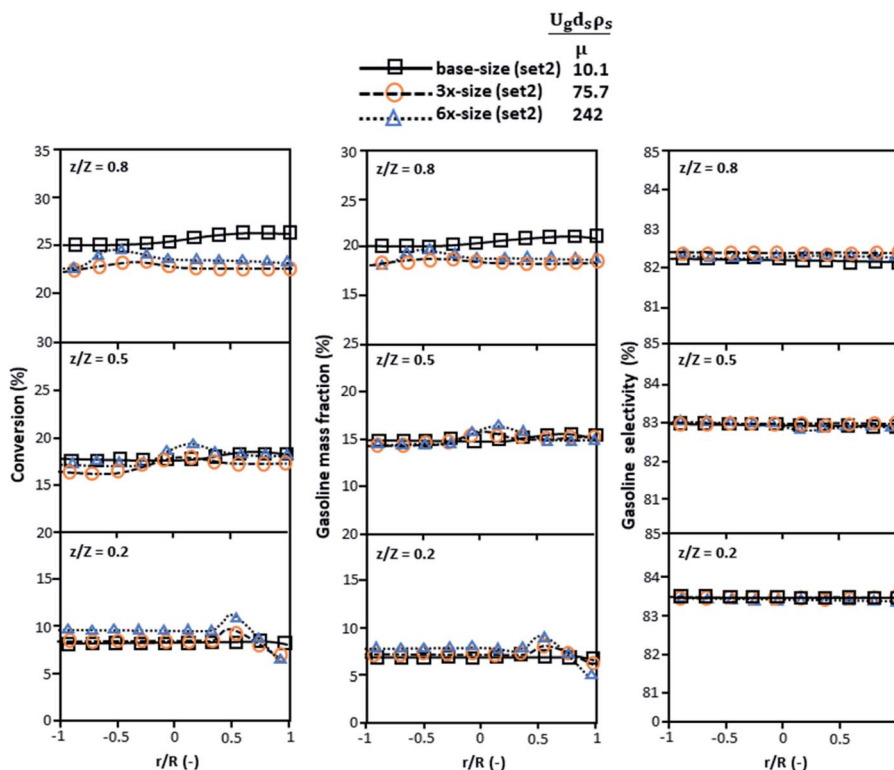 U_g d_s ρ_s
μ
base-size (set2) 10.1
3x-size (set2) 75.7
6x-size (set2) 242
Conversion (%)
35
z/Z = 0.8
30
25
20
30
z/Z = 0.5
25
20
15
20
z/Z = 0.2
15
10
5
0
-1 -0.5 0 0.5 1
r/R (-)
Gasoline mass fraction (%)
30
z/Z = 0.8
25
20
15
25
z/Z = 0.5
20
15
10
20
z/Z = 0.2
15
10
5
0
-1 -0.5 0 0.5 1
r/R (-)
Gasoline selectivity (%)
85
z/Z = 0.8
84
83
82
81
85
z/Z = 0.5
83
83
82
81
85
z/Z = 0.2
84
83
82
81
0
-1 -0.5 0 0.5 1
r/R (-)